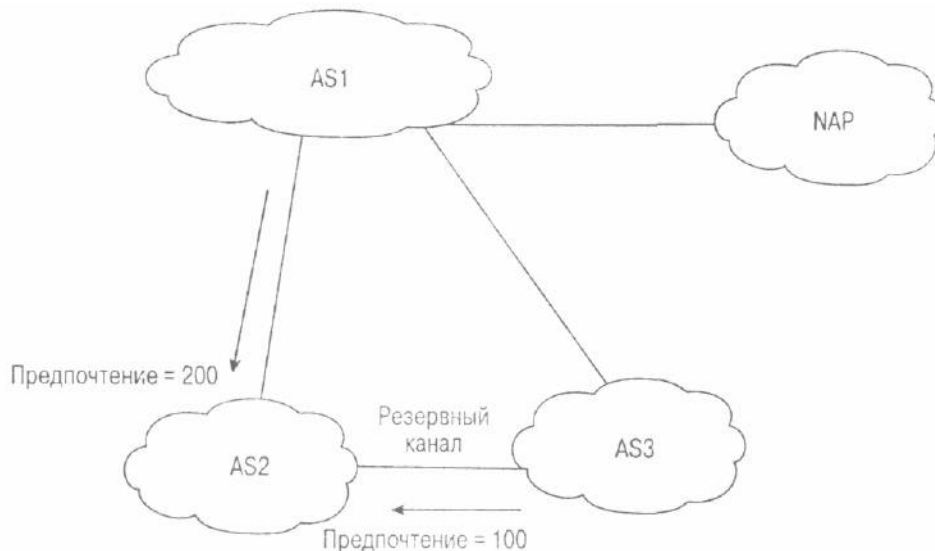 AS1
NAP
Предпочтение = 200
Резервный
канал
AS2
AS3
Предпочтение = 100